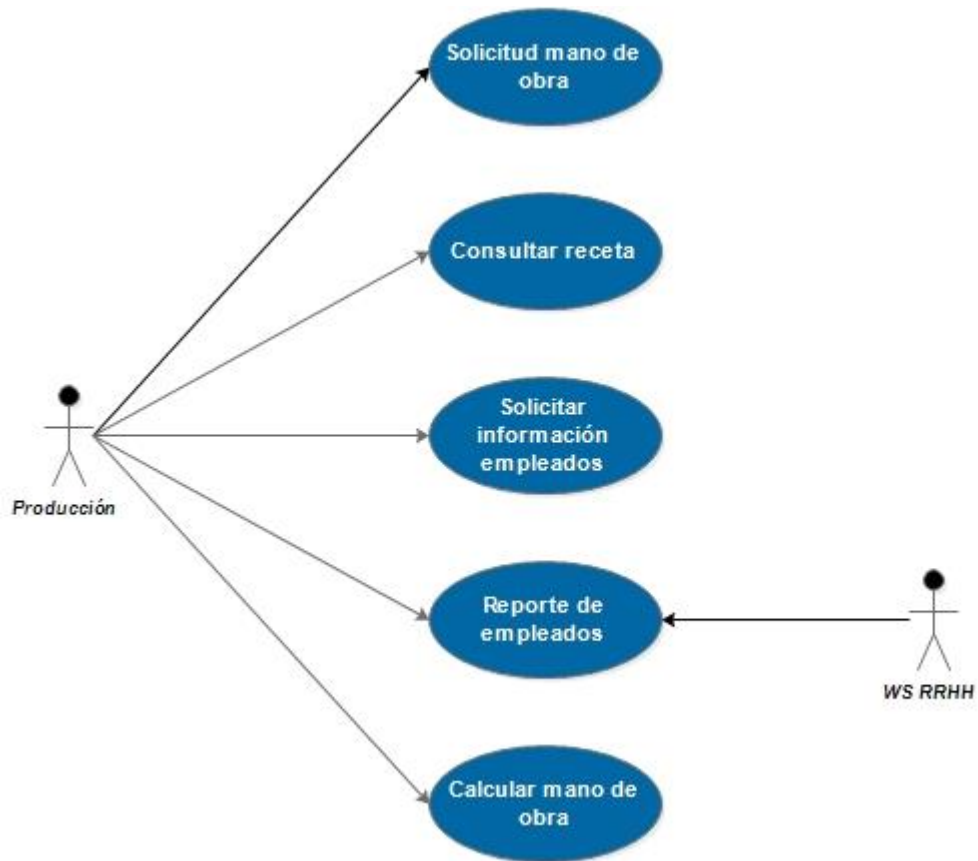 Solicitud mano de
obra
Consultar receta
Solicitar
información
empleados
Producción
Reporte de
empleados
WS RRHH
Calcular mano de
obra